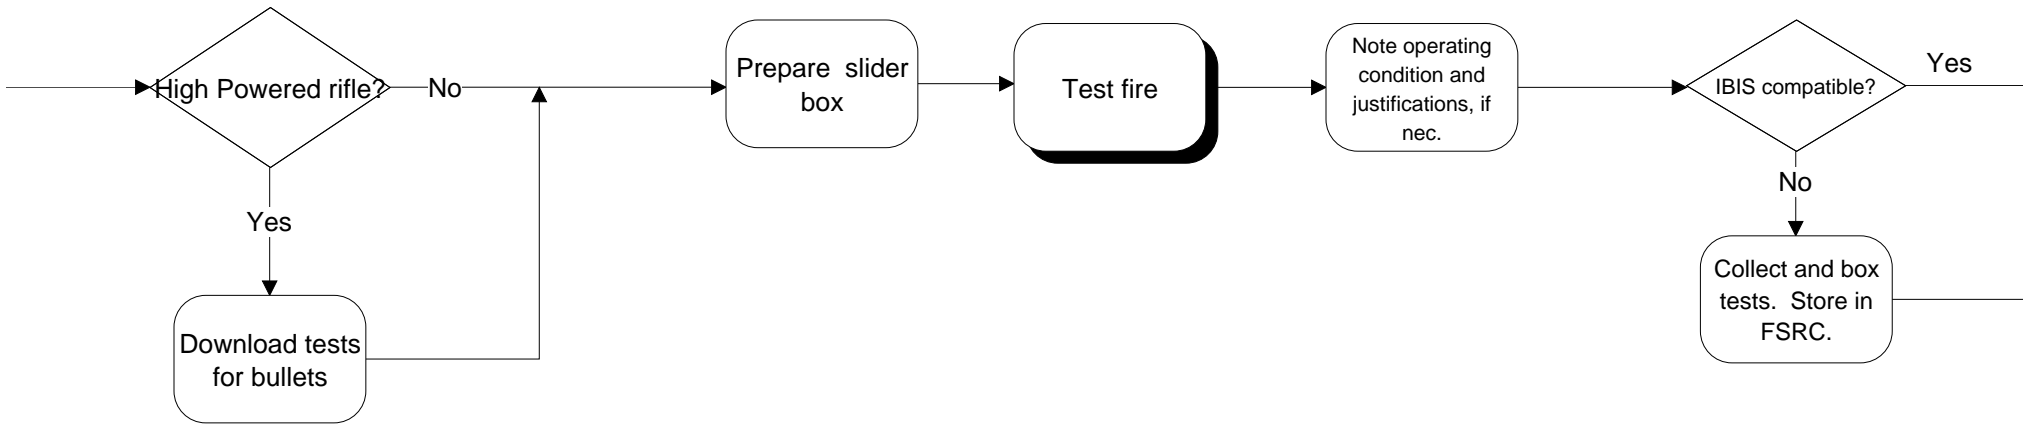 High Powered rifle?
No
Yes
Download tests
for bullets
Prepare slider
box
Test fire
Note operating
condition and
justifications, if
nec.
IBIS compatible?
Yes
No
Collect and box
tests. Store in
FSRC.